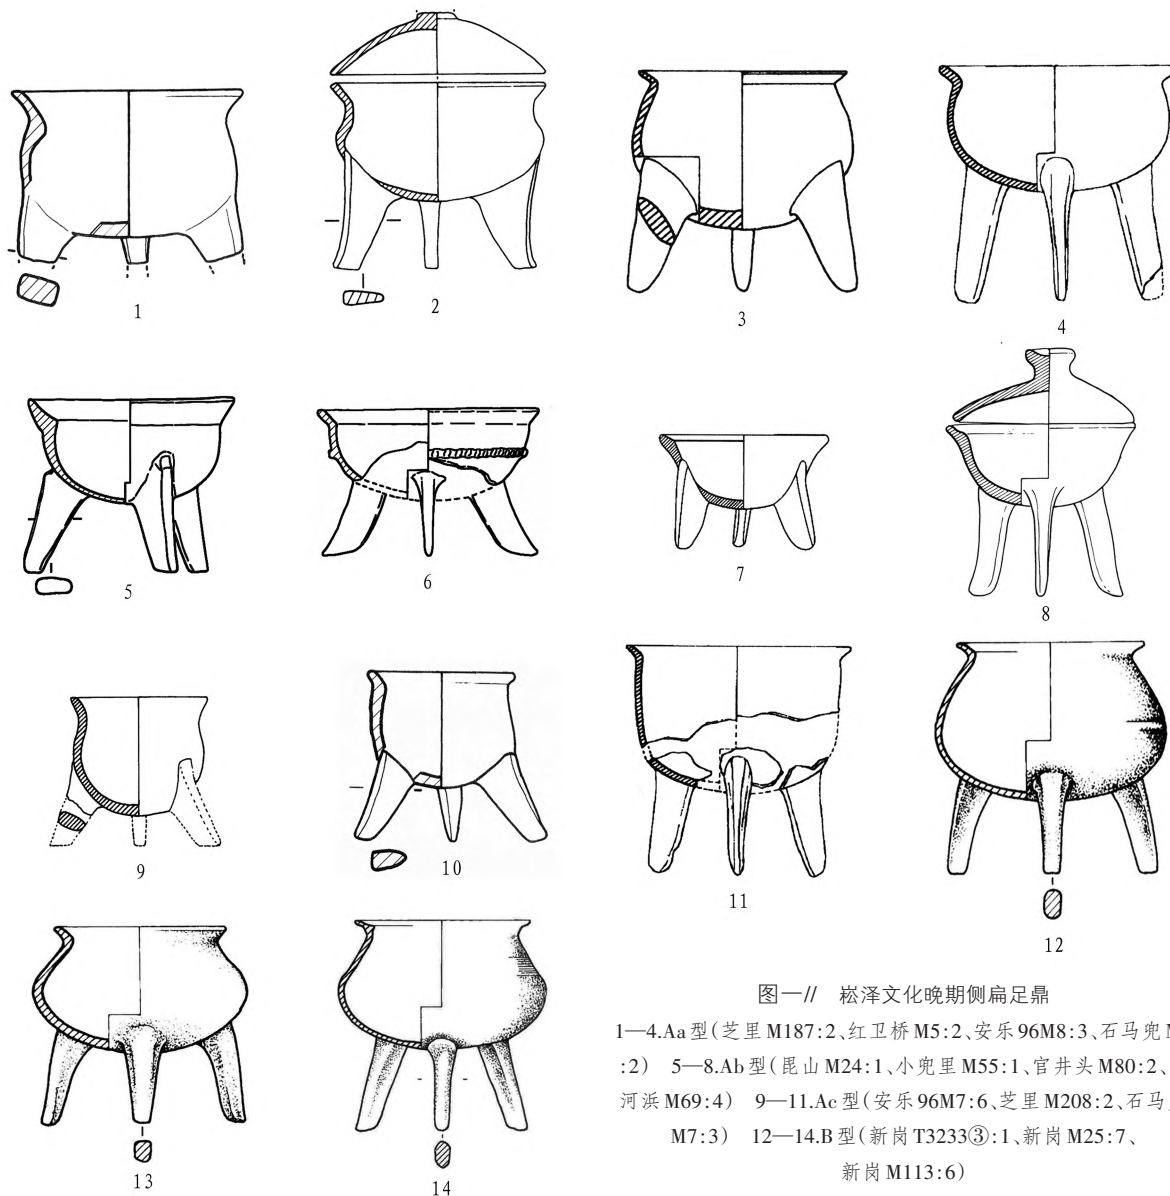 1
2
3
4
5
6
7
8
9
10
11
12
13
14
图一// 崧泽文化晚期侧扁足鼎
1—4.Aa型(芝里M187:2、红卫桥M5:2、安乐96M8:3、石马兜M
:2) 5—8.Ab型(昆山M24:1、小兜里M55:1、官井头M80:2、
河浜M69:4) 9—11.Ac型(安乐96M7:6、芝里M208:2、石马
M7:3) 12—14.B型(新岗T3233③:1、新岗M25:7、
新岗M113:6)